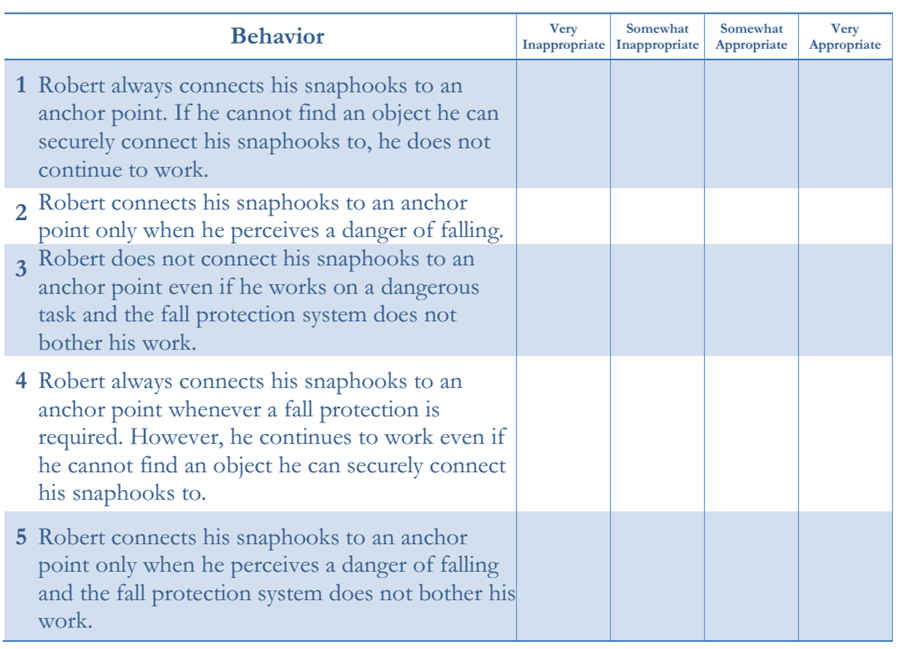 Behavior
Very
Inappropriate
Somewhat
Inappropriate
Somewhat
Appropriate
Very
Appropriate
1 Robert always connects his snaphooks to an
anchor point. If he cannot find an object he can
securely connect his snaphooks to, he does not
continue to work.
2 Robert connects his snaphooks to an anchor
point only when he perceives a danger of falling.
3 Robert does not connect his snaphooks to an
anchor point even if he works on a dangerous
task and the fall protection system does not
bother his work.
4 Robert always connects his snaphooks to an
anchor point whenever a fall protection is
required. However, he continues to work even if
he cannot find an object he can securely connect
his snaphooks to.
5 Robert connects his snaphooks to an anchor
point only when he perceives a danger of falling
and the fall protection system does not bother his
work.